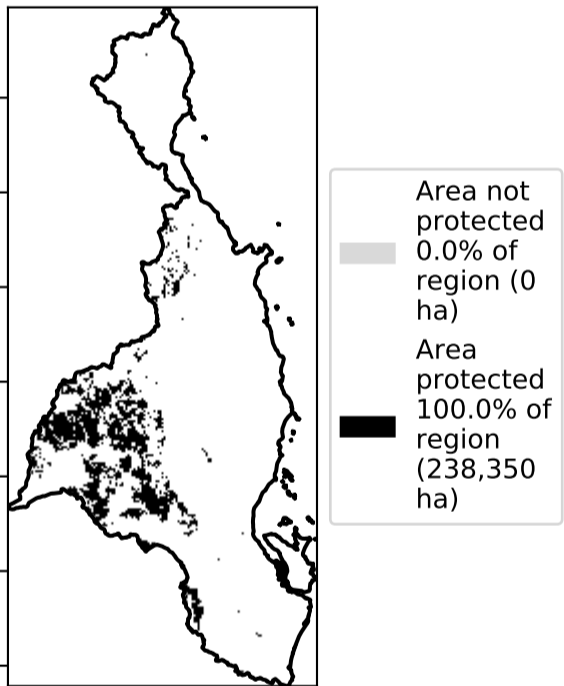 Area not
protected
0.0% of
region (0
ha)
Area
protected
100.0% of
region
(238,350
ha)